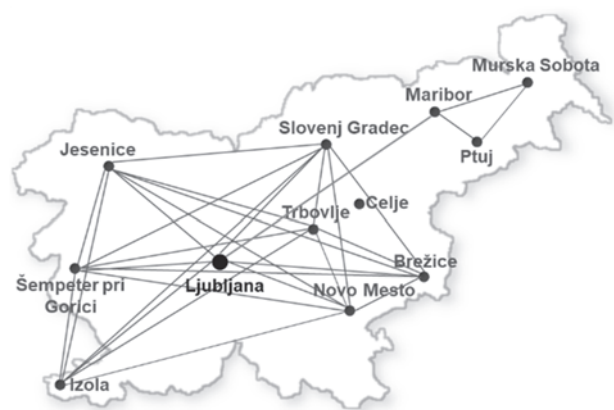 Murska Sobota
Maribor
Slovenj Gradec
Ptuj
Jesenice
Celje
Trbovlje
Brežice
Šempeter pri
Gorici
Ljubljana
Novo Mesto
Izola